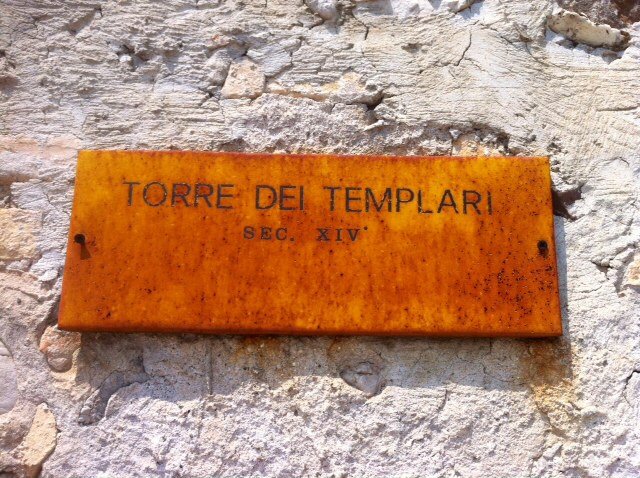 TORRE DEI TEMPLARI
SEC. XIV°